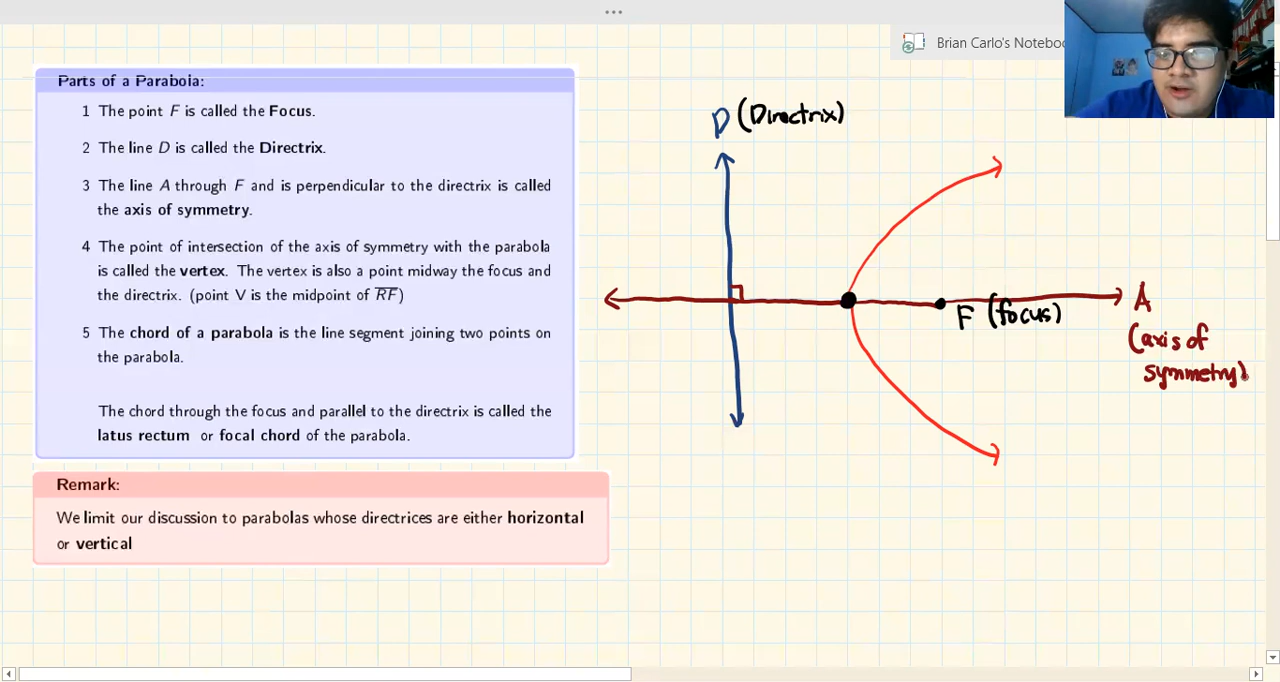 Brian Carlo's Noteboo
Parts of a Parabola:
1 The point F is called the Focus.
2 The line D is called the Directrix.
3 The line A through F and is perpendicular to the directrix is called
the axis of symmetry.
4 The point of intersection of the axis of symmetry with the parabola
is called the vertex. The vertex is also a point midway the focus and
the directrix. (point V is the midpoint of R̅F̅)
5 The chord of a parabola is the line segment joining two points on
the parabola.
The chord through the focus and parallel to the directrix is called the
latus rectum or focal chord of the parabola.
Remark:
We limit our discussion to parabolas whose directrices are either horizontal
or vertical
D (Directrix)
F (focus)
A
(axis of
symmetry)